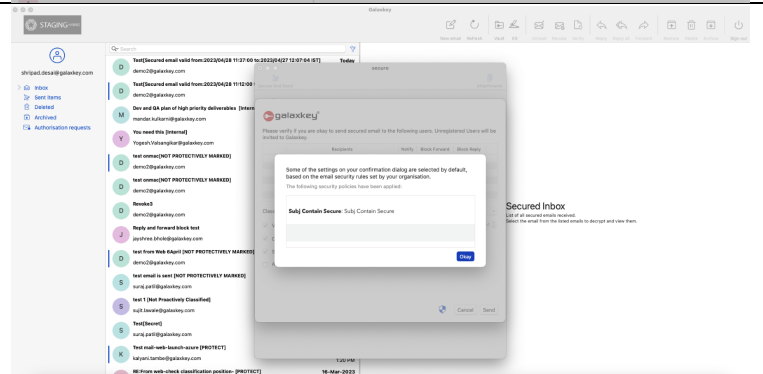 Galaxkey
STAGING
New email Refresh Vault Sign out
shripad.desai@galaxkey.com
Inbox
Sent items
Deleted
Archived
Authorisation requests
Search
Test[Secured email valid from:2023/04/28 11:37:00 to:2023/04/27 12:07:04 IST] Today
demo2@galaxkey.com
Test[Secured email valid from:2023/04/28 11:12:00
demo2@galaxkey.com
Dev and QA plan of high priority deliverables [Intern
mandar.kulkarni@galaxkey.com
You need this [Internal]
Yogesh.Valsangikar@galaxkey.com
test onmac[NOT PROTECTIVELY MARKED]
demo2@galaxkey.com
test onmac[NOT PROTECTIVELY MARKED]
demo2@galaxkey.com
Revoke3
demo2@galaxkey.com
Reply and forward block test
jayshree.bhole@galaxkey.com
test from Web 6April [NOT PROTECTIVELY MARKED]
demo2@galaxkey.com
test email is sent [NOT PROTECTIVELY MARKED]
suraj.patil@galaxkey.com
test 1 [Not Proactively Classified]
sujit.lawale@galaxkey.com
Test[Secret]
suraj.patil@galaxkey.com
Test mail-web-launch-azure [PROTECT]
kalyani.tambe@galaxkey.com
1:20 PM
RE:From web-check classification position- [PROTECT] 16-Mar-2023
secure
galaxkey
Please verify if you are okay to send secured email to the following users. Unregistered Users will be
invited to Galaxkey.
Recipients Notify Block Forward Block Reply
Some of the settings on your confirmation dialog are selected by default,
based on the email security rules set by your organisation.
The following security policies have been applied:
Subj Contain Secure: Subj Contain Secure
Okay
Cancel Send
Secured Inbox
List of all secured emails received.
Select the email from the listed emails to decrypt and view them.